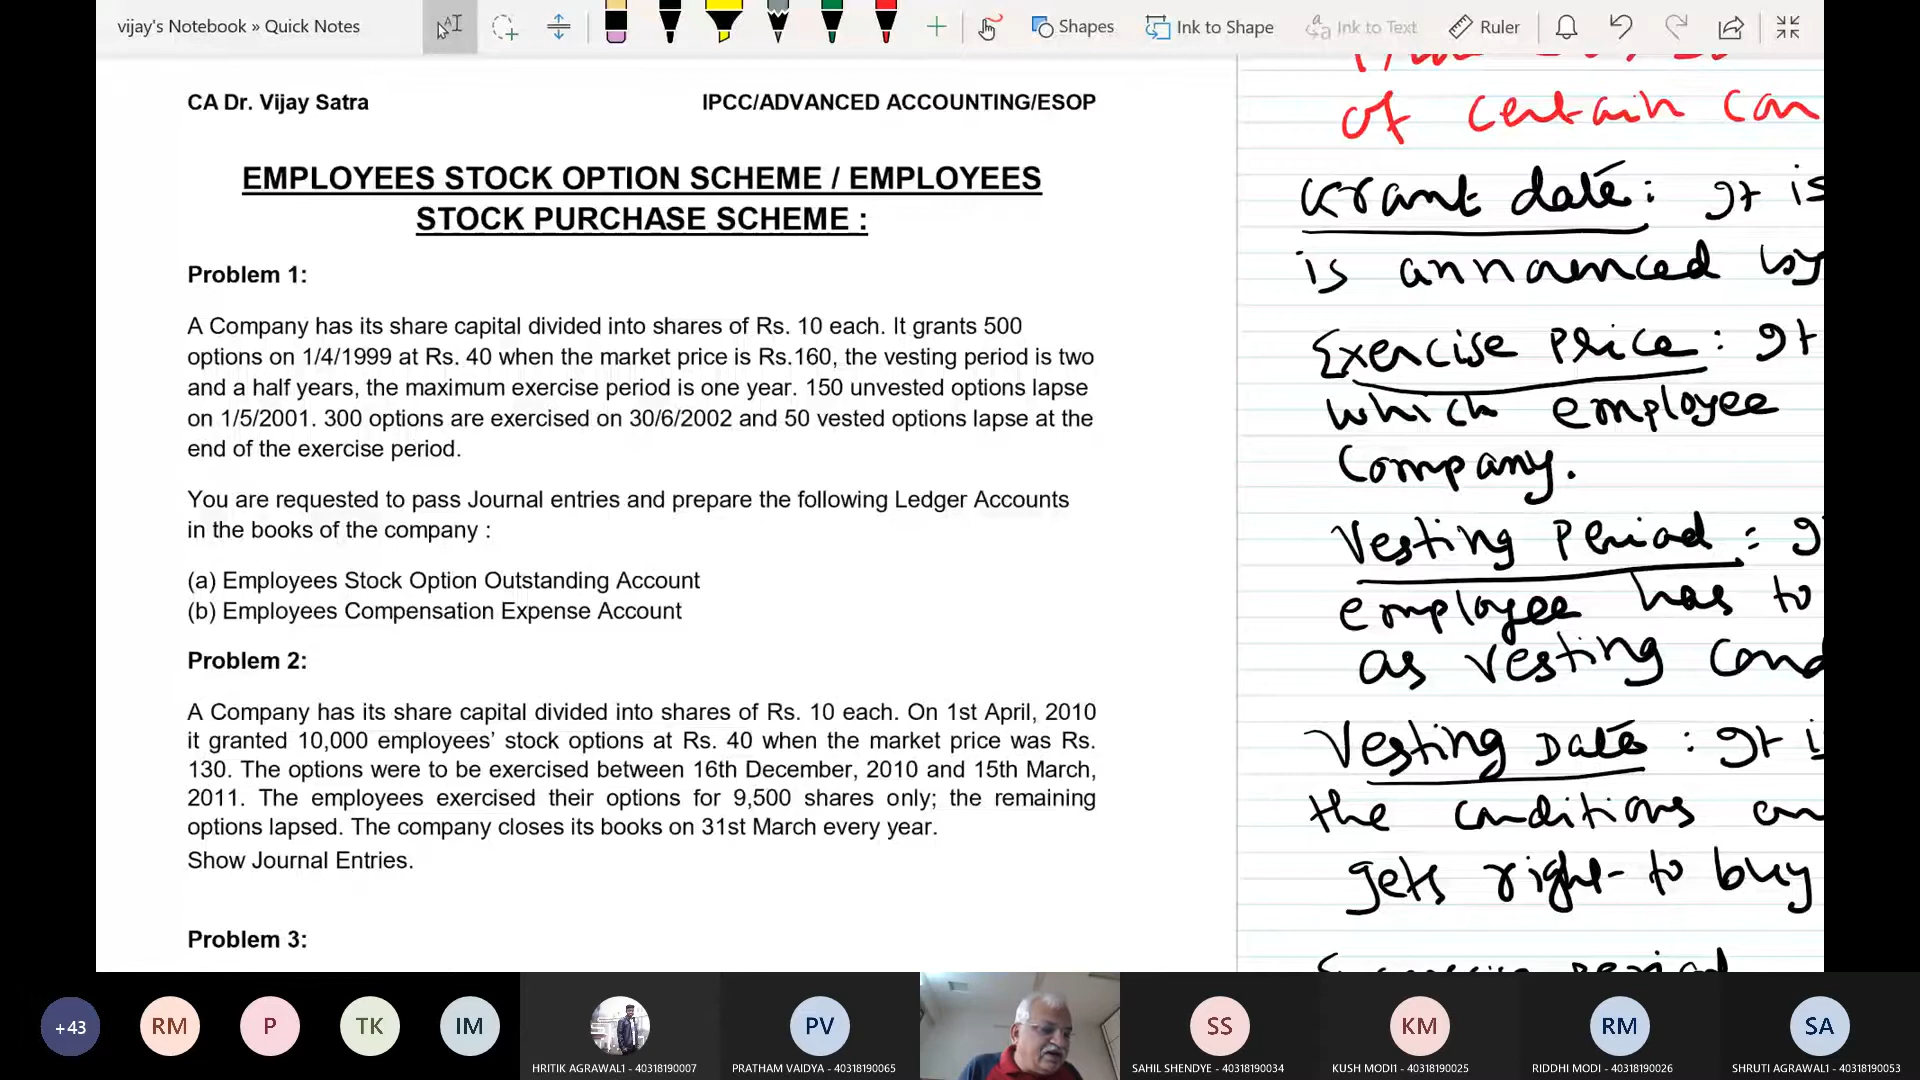 vijay's Notebook » Quick Notes
Shapes
Ink to Shape
Ink to Text
Ruler
CA Dr. Vijay Satra
IPCC/ADVANCED ACCOUNTING/ESOP
EMPLOYEES STOCK OPTION SCHEME / EMPLOYEES
STOCK PURCHASE SCHEME :
Problem 1:
A Company has its share capital divided into shares of Rs. 10 each. It grants 500
options on 1/4/1999 at Rs. 40 when the market price is Rs.160, the vesting period is two
and a half years, the maximum exercise period is one year. 150 unvested options lapse
on 1/5/2001. 300 options are exercised on 30/6/2002 and 50 vested options lapse at the
end of the exercise period.
You are requested to pass Journal entries and prepare the following Ledger Accounts
in the books of the company :
(a) Employees Stock Option Outstanding Account
(b) Employees Compensation Expense Account
Problem 2:
A Company has its share capital divided into shares of Rs. 10 each. On 1st April, 2010
it granted 10,000 employees' stock options at Rs. 40 when the market price was Rs.
130. The options were to be exercised between 16th December, 2010 and 15th March,
2011. The employees exercised their options for 9,500 shares only; the remaining
options lapsed. The company closes its books on 31st March every year.
Show Journal Entries.
Problem 3:
of certain con
Grant date : It is
is announced by
Exercise Price : It
which employee
Company.
Vesting Period :
employee has to
as vesting cond
Vesting Date : It i
the conditions
gets right to buy
period
+43
RM
P
TK
IM
HRITIK AGRAWAL1 - 40318190007
PV
PRATHAM VAIDYA - 40318190065
SS
SAHIL SHENDYE - 40318190034
KM
KUSH MODI1 - 40318190025
RM
RIDDHI MODI - 40318190026
SA
SHRUTI AGRAWAL1 - 40318190053